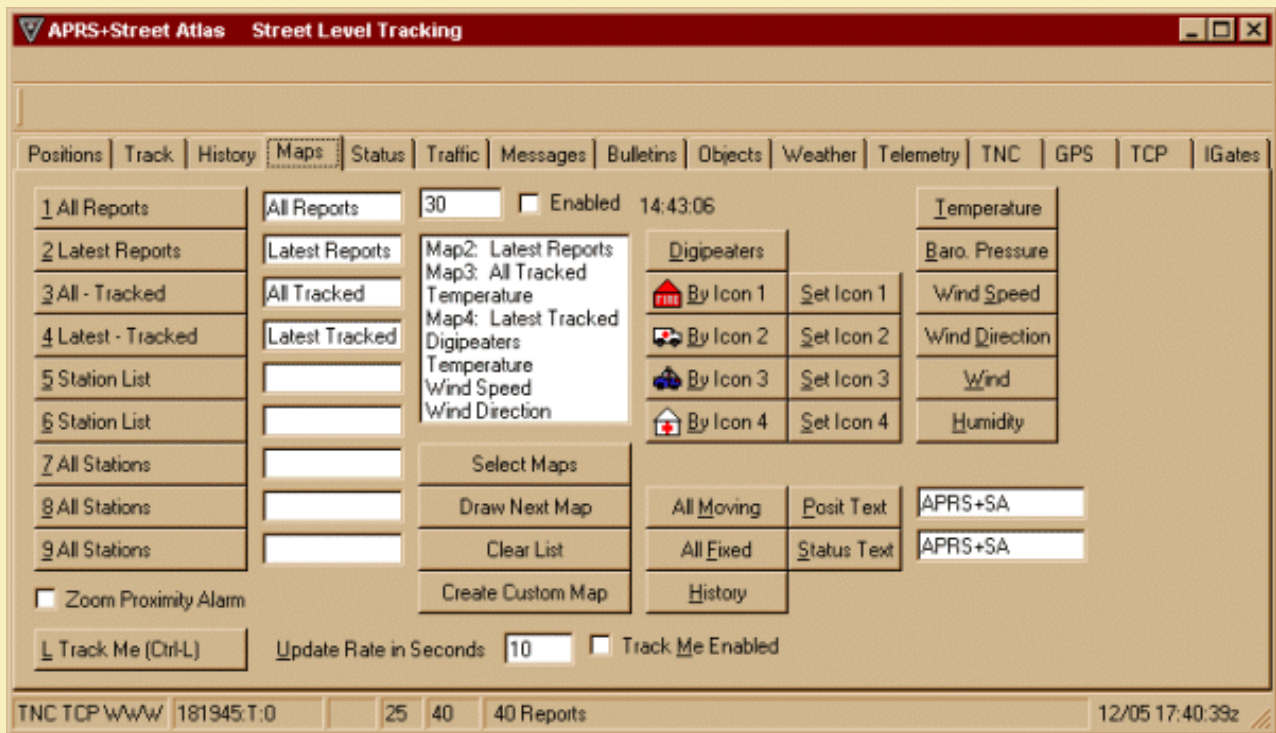 APRS+Street Atlas Street Level Tracking
Positions Track History Maps Status Traffic Messages Bulletins Objects Weather Telemetry TNC GPS TCP IGates
1 All Reports All Reports 30 Enabled 14:43:06 Temperature
2 Latest Reports Latest Reports Map2: Latest Reports Digipeaters Baro. Pressure
Map3: All Tracked
3 All - Tracked All Tracked Temperature FIRE By Icon 1 Set Icon 1 Wind Speed
Map4: Latest Tracked
4 Latest - Tracked Latest Tracked Digipeaters By Icon 2 Set Icon 2 Wind Direction
Temperature
5 Station List Wind Speed By Icon 3 Set Icon 3 Wind
Wind Direction
6 Station List By Icon 4 Set Icon 4 Humidity
7 All Stations Select Maps
8 All Stations Draw Next Map All Moving Posit Text APRS+SA
9 All Stations Clear List All Fixed Status Text APRS+SA
Zoom Proximity Alarm Create Custom Map History
L Track Me (Ctrl-L) Update Rate in Seconds 10 Track Me Enabled
TNC TCP WWW 181945:T:0 25 40 40 Reports 12/05 17:40:39z